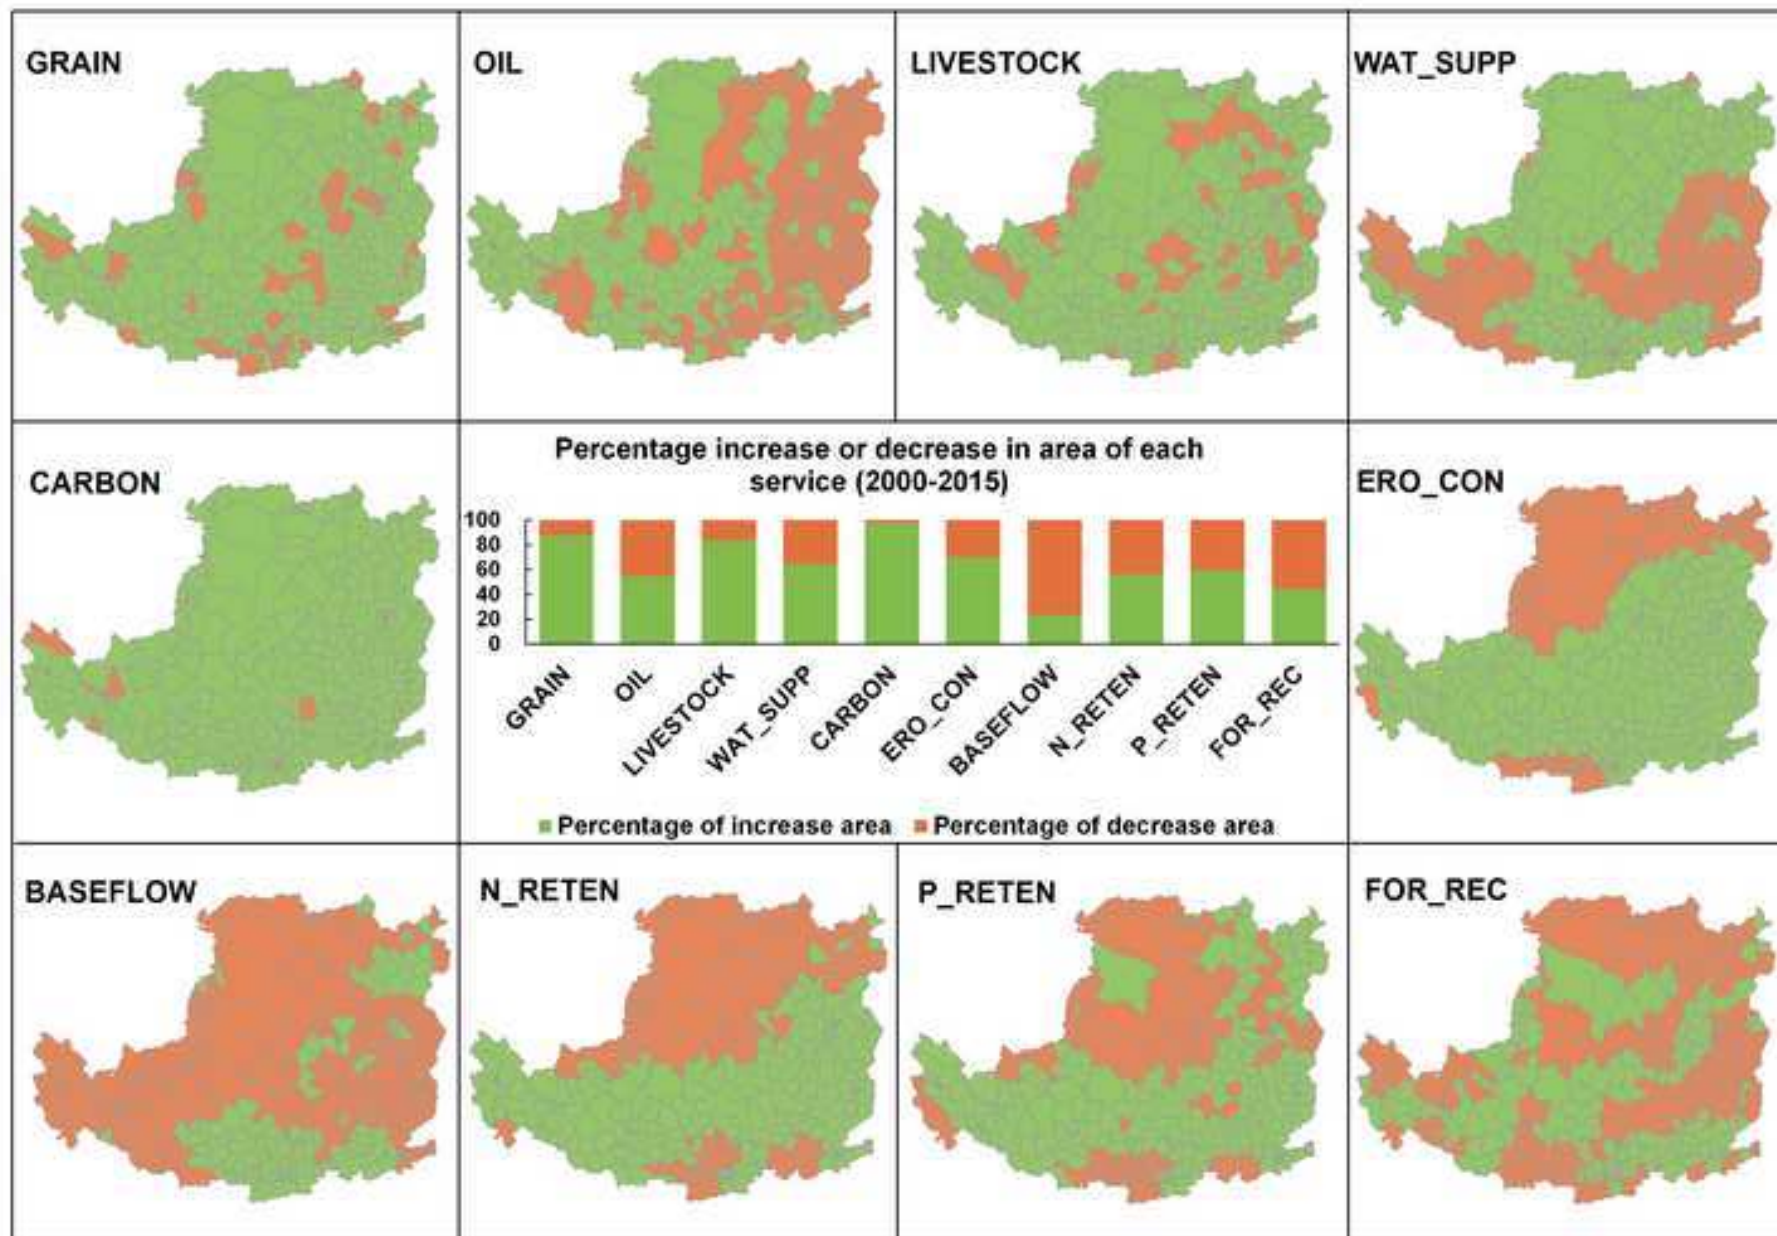 GRAIN
OIL
LIVESTOCK
WAT_SUPP
CARBON
Percentage increase or decrease in area of each
service (2000-2015)
100
80
60
40
20
0
GRAIN
OIL
LIVESTOCK
WAT_SUPP
CARBON
ERO_CON
BASEFLOW
N_RETEN
P_RETEN
FOR_REC
Percentage of increase area
Percentage of decrease area
ERO_CON
BASEFLOW
N_RETEN
P_RETEN
FOR_REC